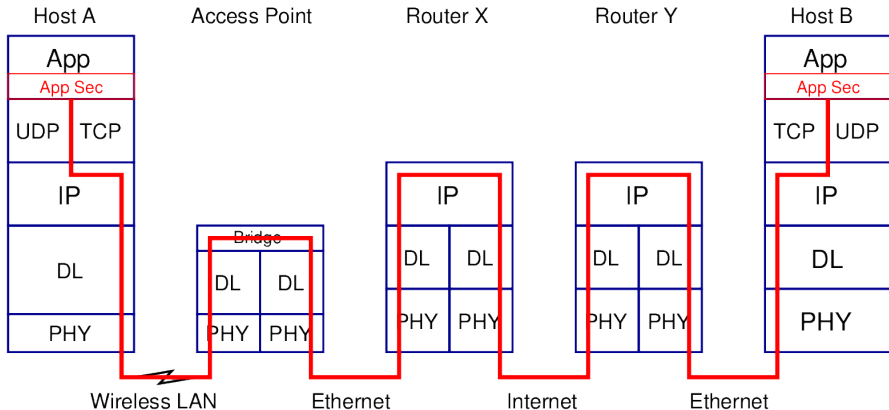 Host A
Access Point
Router X
Router Y
Host B
App
App Sec
UDP
TCP
IP
DL
PHY
Bridge
DL
DL
PHY
PHY
IP
DL
DL
PHY
PHY
IP
DL
DL
PHY
PHY
App
App Sec
TCP
UDP
IP
DL
PHY
Wireless LAN
Ethernet
Internet
Ethernet